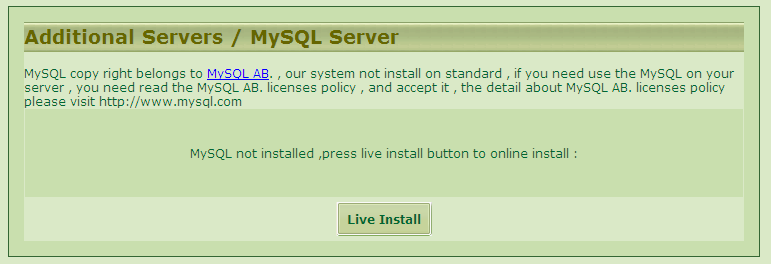 Additional Servers / MySQL Server
MySQL copy right belongs to MySQL AB. , our system not install on standard , if you need use the MySQL on your
server , you need read the MySQL AB. licenses policy , and accept it , the detail about MySQL AB. licenses policy
please visit http://www.mysql.com
MySQL not installed ,press live install button to online install :
Live Install